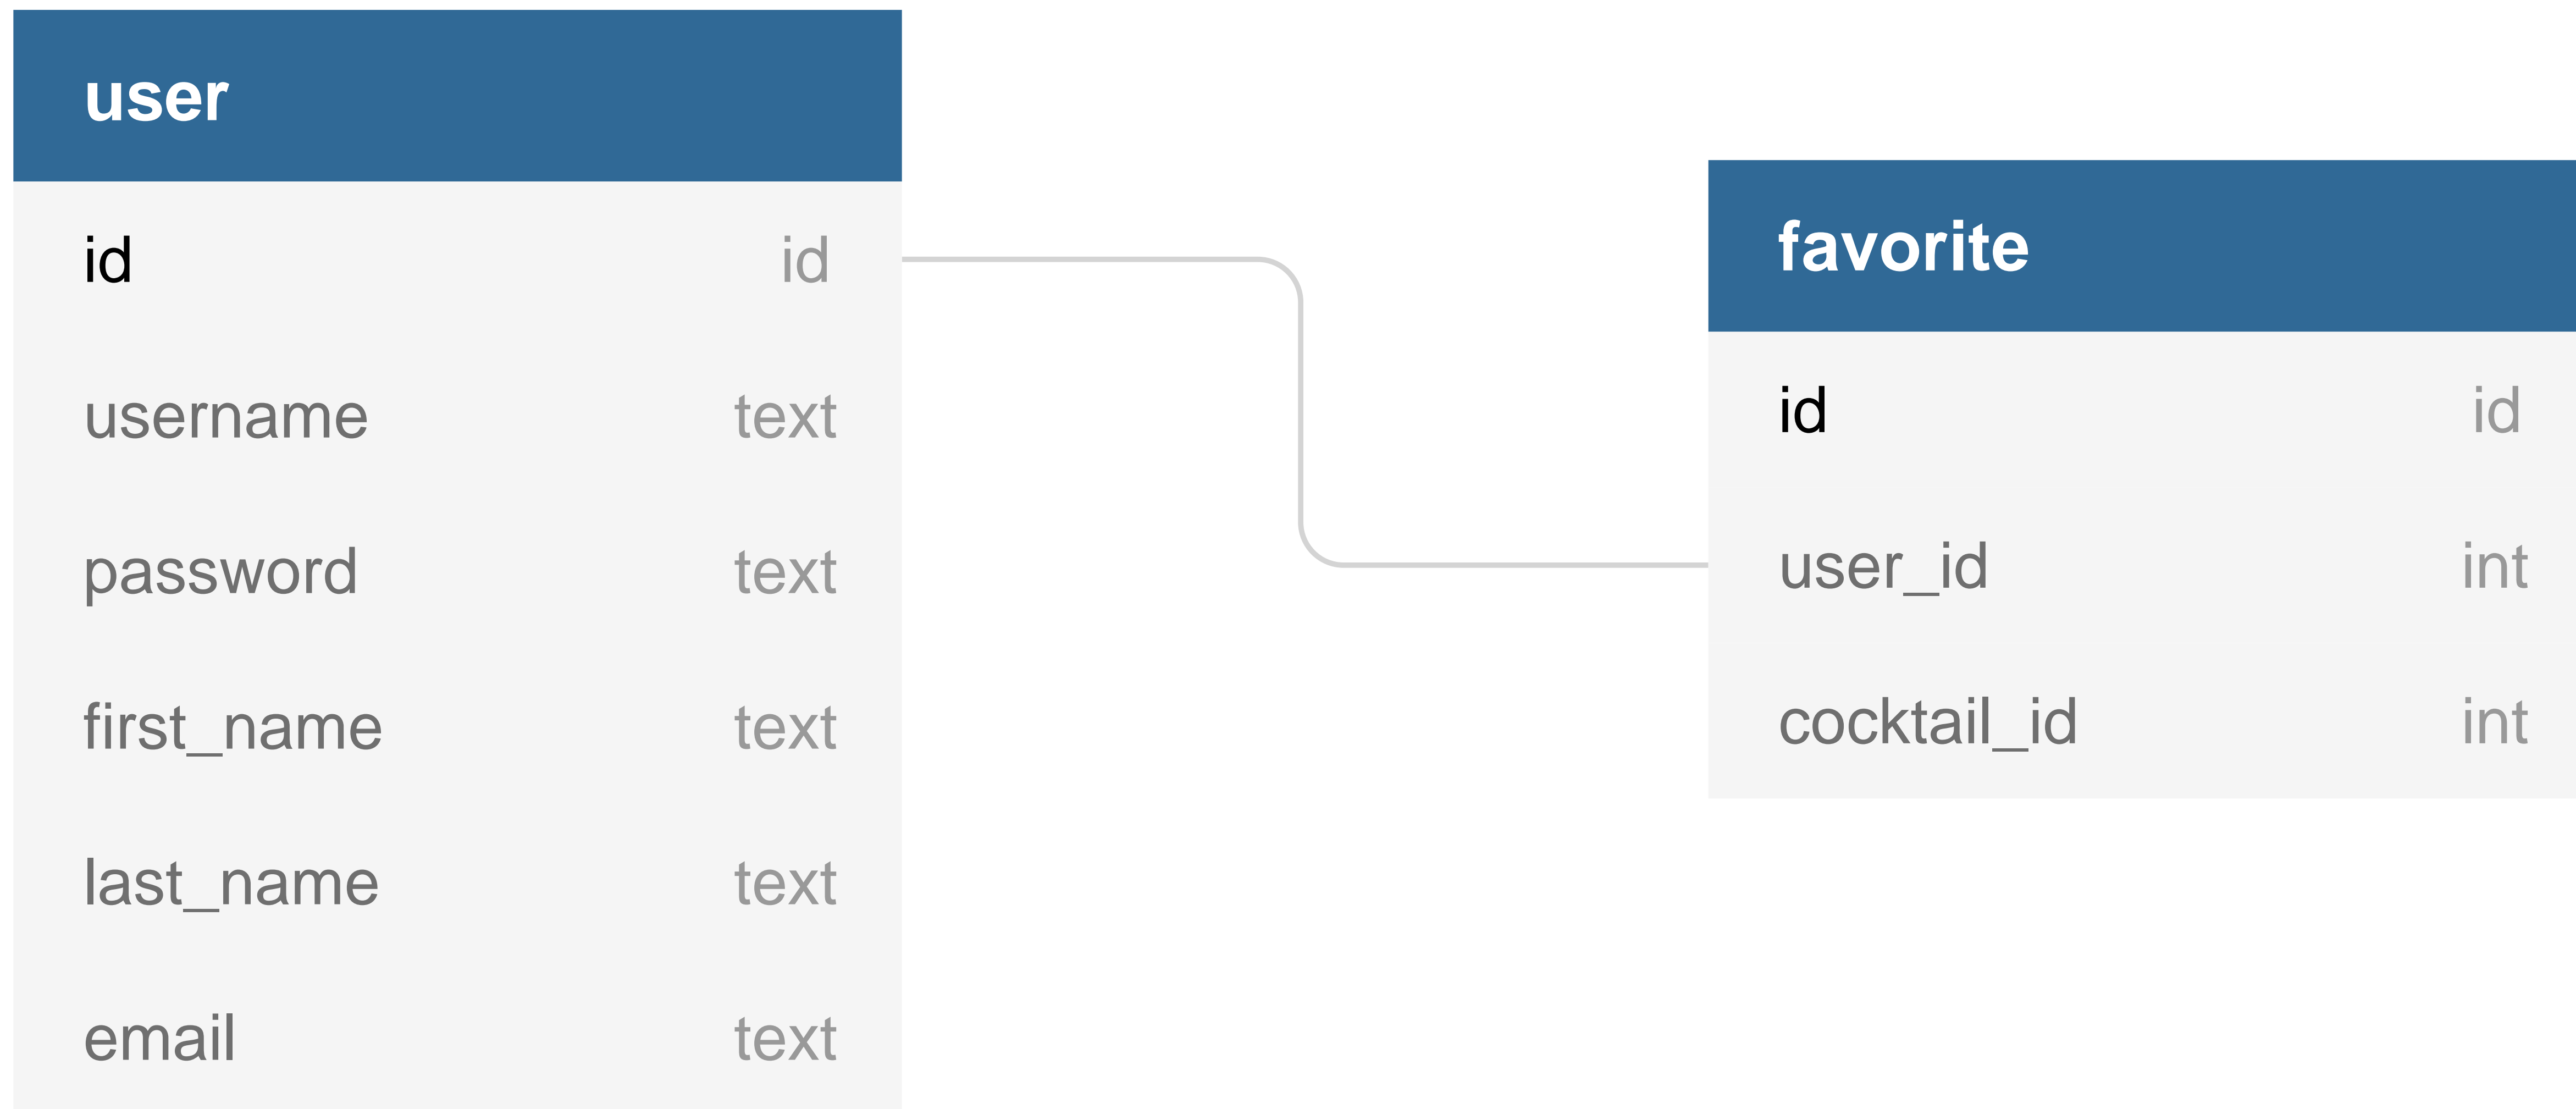 user
id id
username text
password text
first_name text
last_name text
email text
favorite
id id
user_id int
cocktail_id int